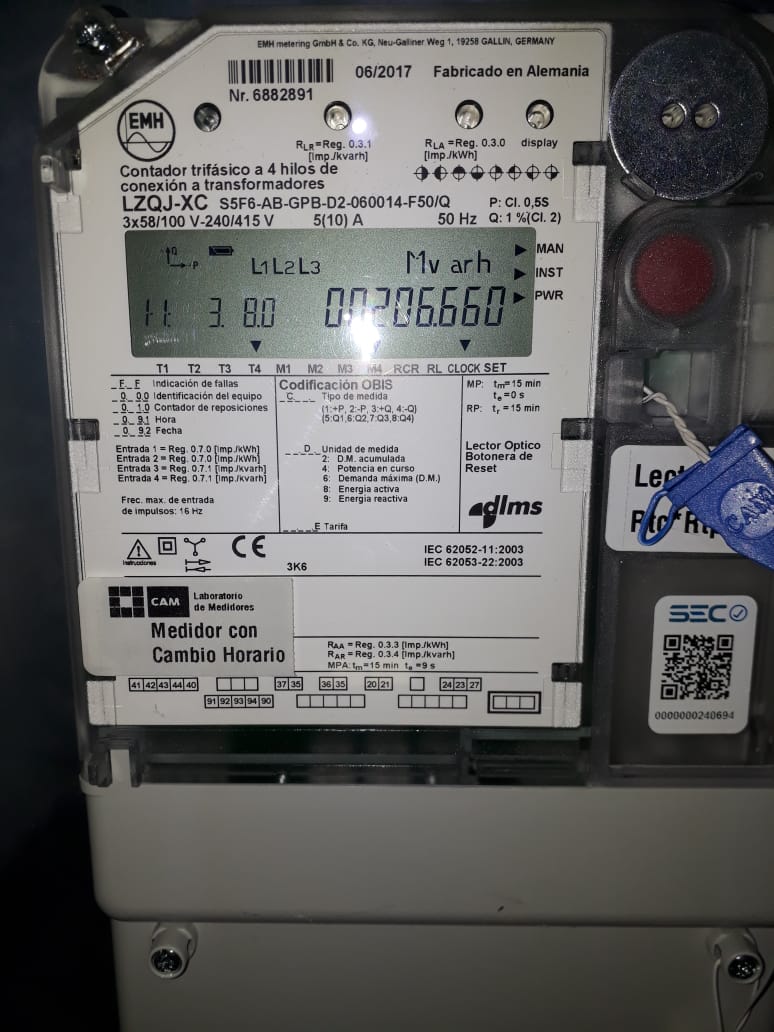 EMH metering GmbH & Co. KG, Neu-Galliner Weg 1, 19258 GALLIN, GERMANY
06/2017 Fabricado en Alemania
Nr. 6882891
EMH
RLR=Reg. 0.3.1 [Imp./kvarh]
RLA=Reg. 0.3.0 [Imp./kWh]
display
Contador trifásico a 4 hilos de
conexión a transformadores
LZQJ-XC S5F6-AB-GPB-D2-060014-F50/Q P: Cl. 0,5S
3x58/100 V-240/415 V 5(10) A 50 Hz Q: 1 %(Cl. 2)
Q
P
L1L2L3 Mv arh
MAN
INST
PWR
3. 8.0 00206.660
T1 T2 T3 T4 M1 M2 M3 M4 RCR RL CLOCK SET
_F_F Indicación de fallas
_0_0.0 Identificación del equipo
_0_1.0 Contador de reposiciones
_0_9.1 Hora
_0_9.2 Fecha
Entrada 1 = Reg. 0.7.0 [Imp./kWh]
Entrada 2 = Reg. 0.7.0 [Imp./kWh]
Entrada 3 = Reg. 0.7.1 [Imp./kvarh]
Entrada 4 = Reg. 0.7.1 [Imp./kvarh]
Frec. max. de entrada
de impulsos: 16 Hz
Codificación OBIS
_C___ Tipo de medida
(1:+P, 2:-P, 3:+Q, 4:-Q)
(5:Q1,6:Q2,7:Q3,8:Q4)
___D_ Unidad de medida
2: D.M. acumulada
4: Potencia en curso
6: Demanda máxima (D.M.)
8: Energía activa
9: Energía reactiva
____E Tarifa
MP: tm=15 min
te=0 s
RP: tr=15 min
Lector Optico
Botonera de
Reset
dlms
Instrucciones
CE
3K6
IEC 62052-11:2003
IEC 62053-22:2003
CAM Laboratorio
de Medidores
Medidor con
Cambio Horario
RAA = Reg. 0.3.3 [Imp./kWh]
RAR = Reg. 0.3.4 [Imp./kvarh]
MPA: tm=15 min te=9 s
41 42 43 44 40 37 35 36 35 20 21 24 23 27
91 92 93 94 90
CAM
SEC
0000000240694